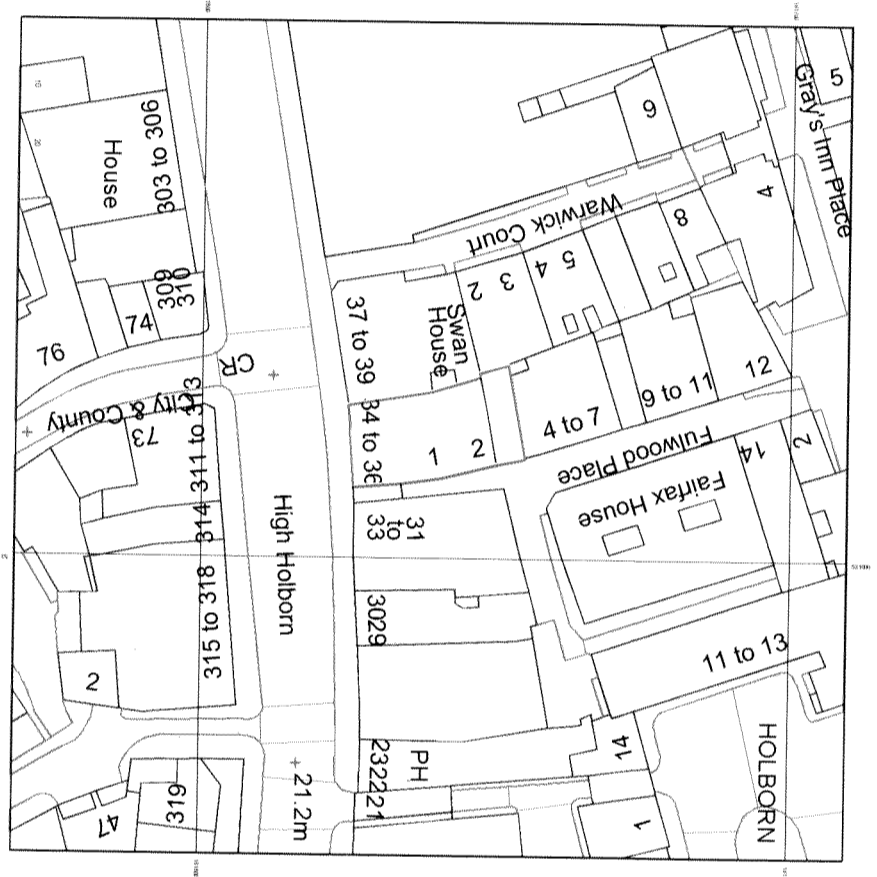 5
Gray's Inn Place
6
303 to 306
House
4
8
Warwick Court
5
4
3
2
309
310
74
76
37 to 39
Swan
House
CR
City & County
73
311 to 313
34 to 36
1
2
4 to 7
9 to 11
12
Fulwood Place
14
2
Fairfax House
314
High Holborn
31
to
33
315 to 318
3029
2
11 to 13
14
HOLBORN
PH
232221
21.2m
319
47
1